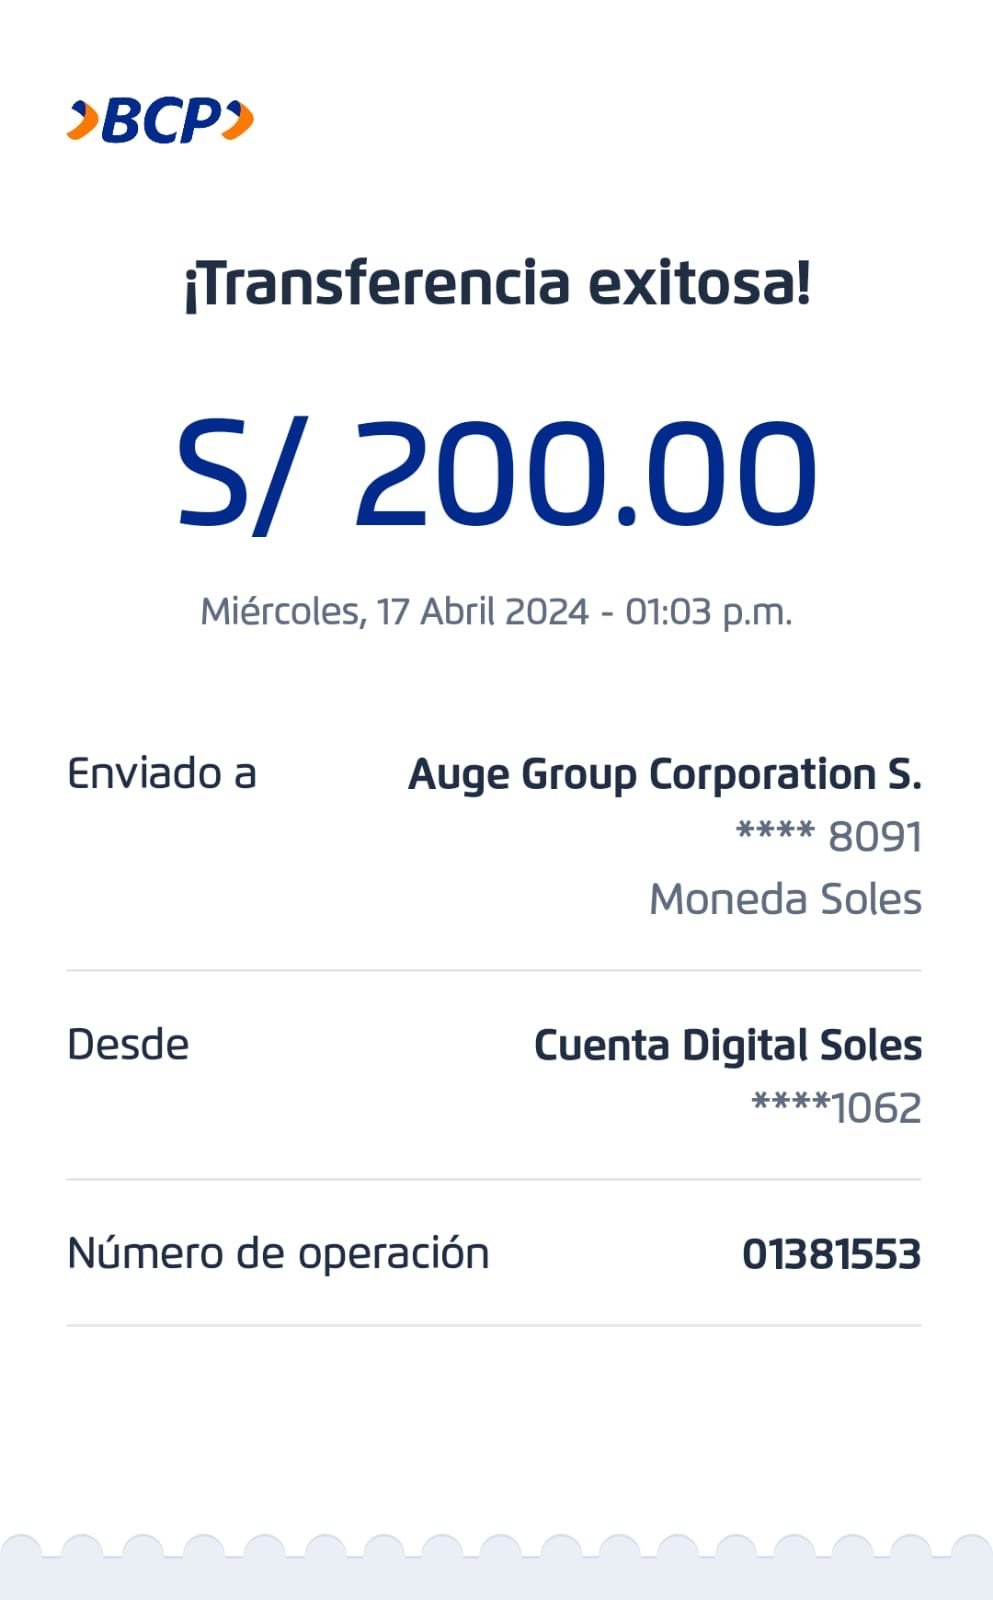 BCP
¡Transferencia exitosa!
S/ 200.00
Miércoles, 17 Abril 2024 - 01:03 p.m.
Enviado a Auge Group Corporation S.
**** 8091
Moneda Soles
Desde Cuenta Digital Soles
****1062
Número de operación 01381553